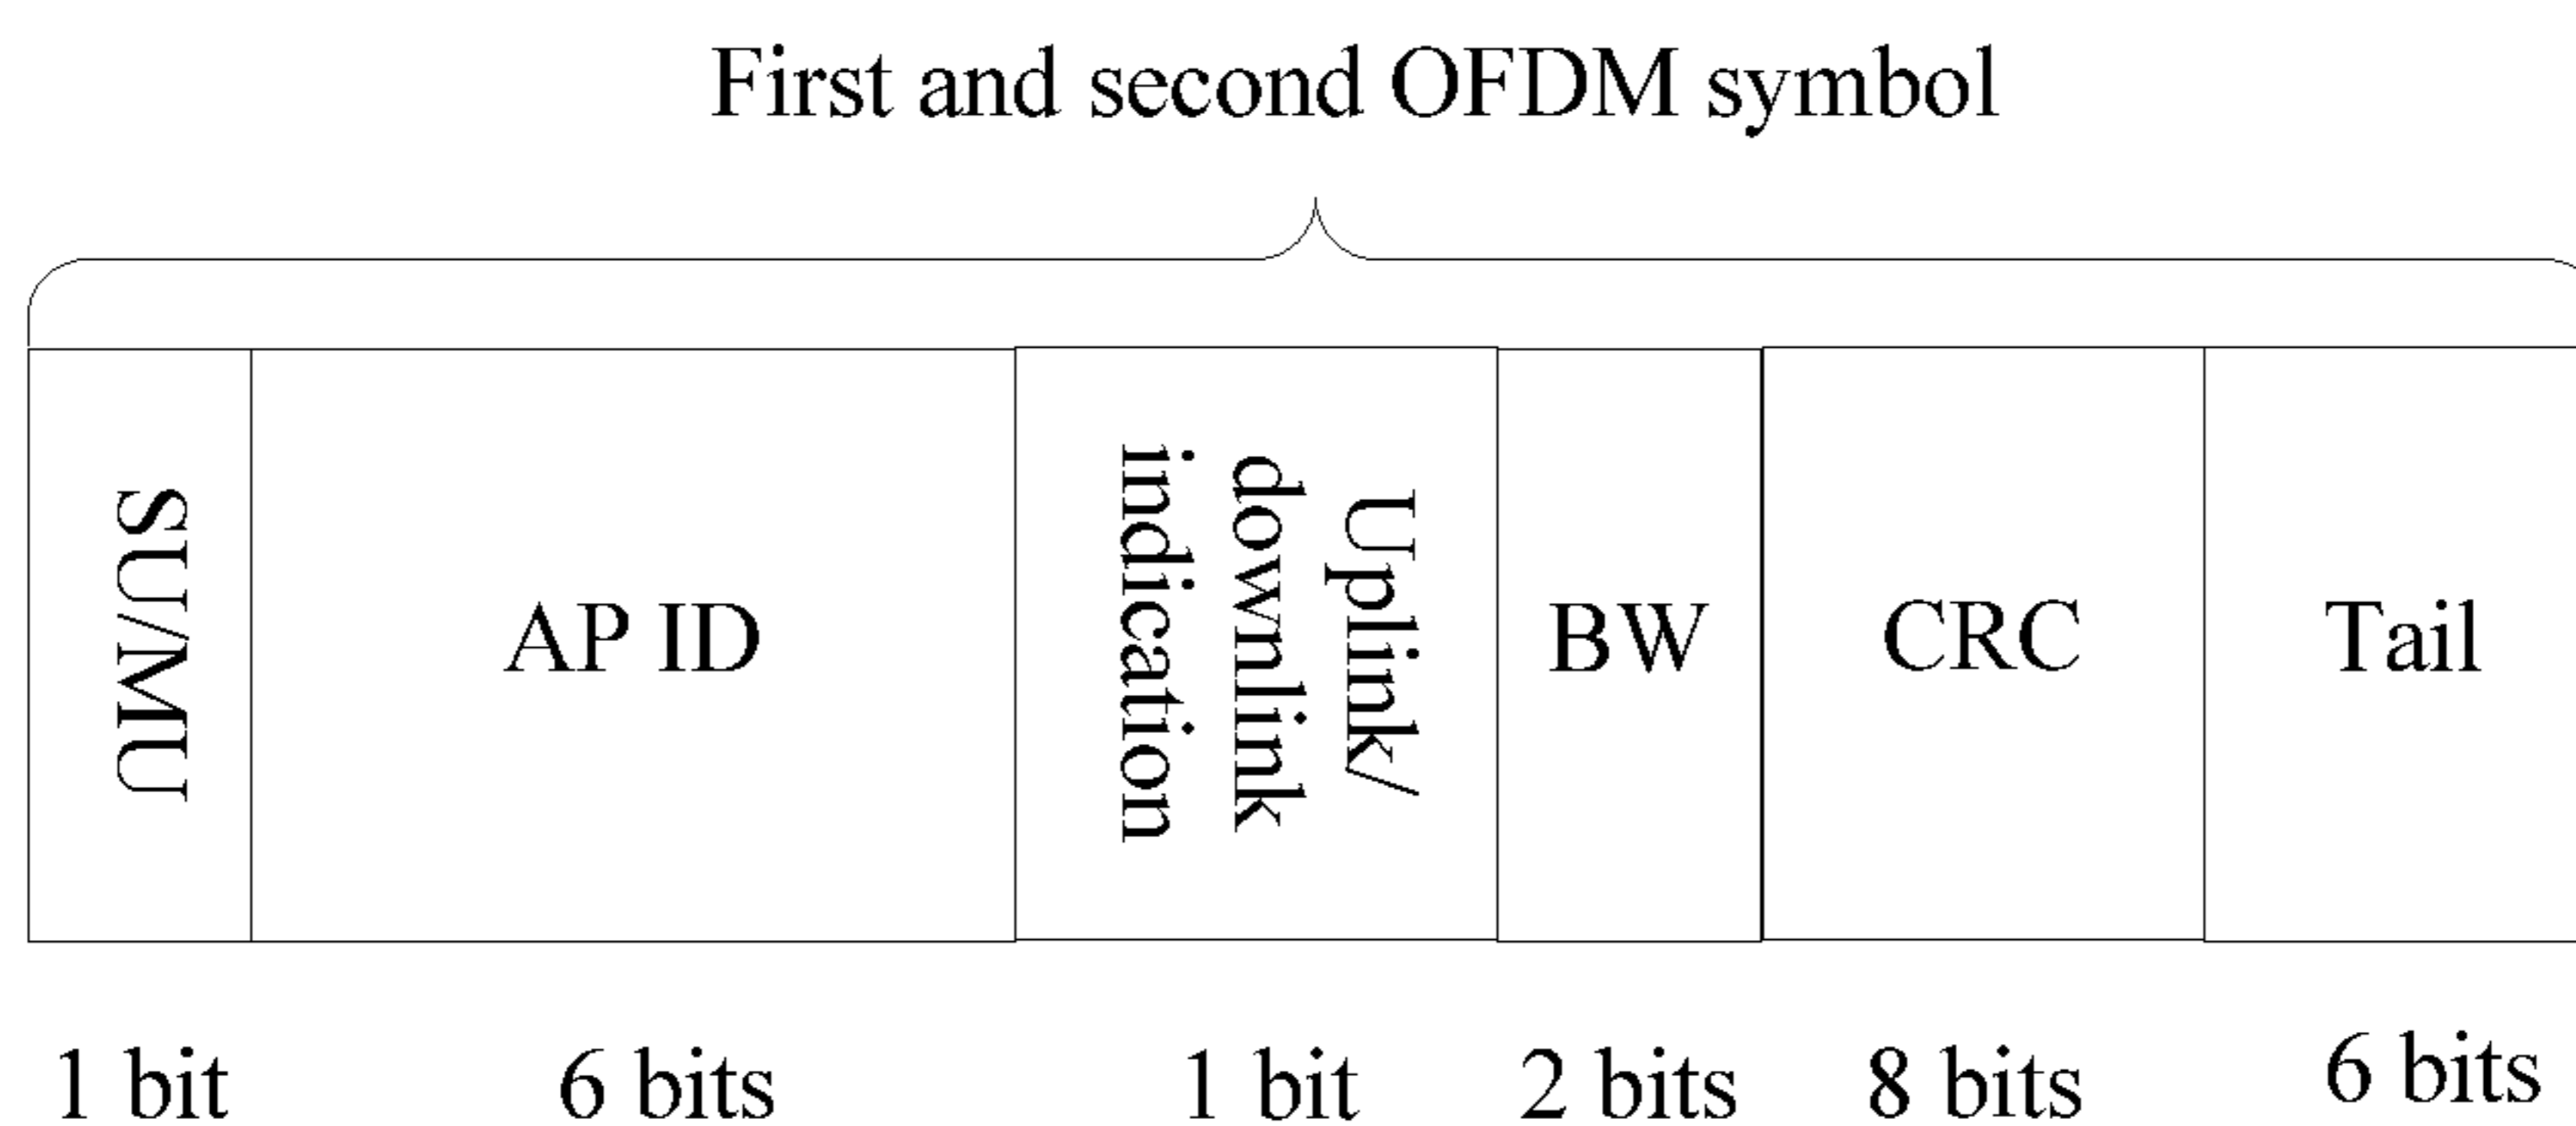 First and second OFDM symbol
SU/MU
AP ID
Uplink/
downlink
indication
BW
CRC
Tail
1 bit
6 bits
1 bit
2 bits
8 bits
6 bits